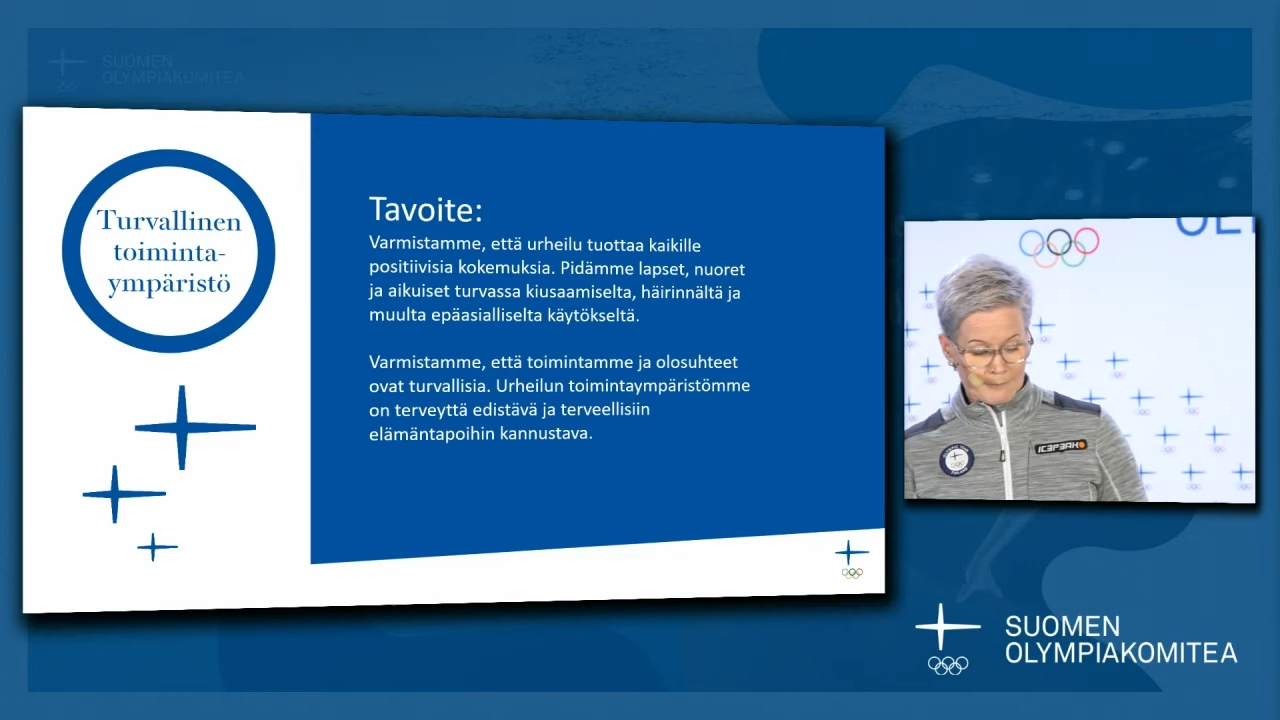 SUOMEN
OLYMPIAKOMITEA
Turvallinen
toiminta-
ympäristö
Tavoite:
Varmistamme, että urheilu tuottaa kaikille
positiivisia kokemuksia. Pidämme lapset, nuoret
ja aikuiset turvassa kiusaamiselta, häirinnältä ja
muulta epäasialliselta käytökseltä.
Varmistamme, että toimintamme ja olosuhteet
ovat turvallisia. Urheilun toimintaympäristömme
on terveyttä edistävä ja terveellisiin
elämäntapoihin kannustava.
ICEPEAK
SUOMEN
OLYMPIAKOMITEA